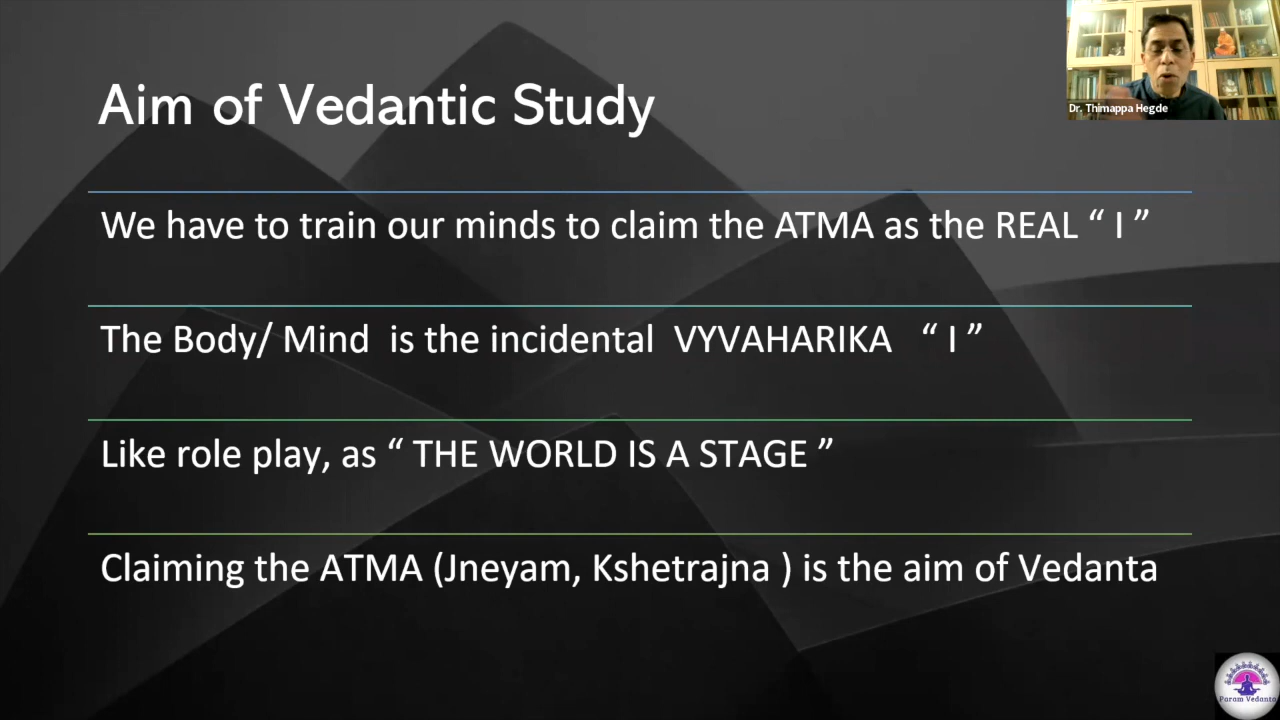 Aim of Vedantic Study
Dr. Thimappa Hegde
We have to train our minds to claim the ATMA as the REAL “ I ”
The Body/ Mind is the incidental VYVAHARIKA “ I ”
Like role play, as “ THE WORLD IS A STAGE ”
Claiming the ATMA (Jneyam, Kshetrajna ) is the aim of Vedanta
Param Vedanta